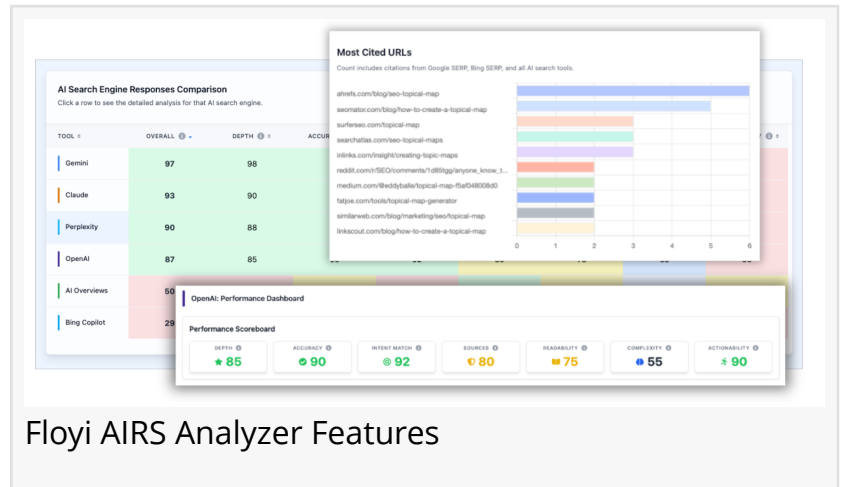 Most Cited URLs
Count includes citations from Google SERP, Bing SERP, and all AI search tools.
ahrefs.com/blog/seo-topical-map
seomator.com/blog/how-to-create-a-topical-map
surferseo.com/topical-map
searchatlas.com/seo-topical-maps
inlinks.com/insight/creating-topic-maps
reddit.com/r/SEO/comments/1d85tgg/anyone_know_t...
medium.com/@eddyballe/topical-map-f5af048008d0
fatjoe.com/tools/topical-map-generator
similarweb.com/blog/marketing/seo/topical-map
linkscout.com/blog/how-to-create-a-topical-map
0 1 2 3 4 5 6
AI Search Engine Responses Comparison
Click a row to see the detailed analysis for that AI search engine.
TOOL OVERALL DEPTH ACCUR
Gemini 97 98
Claude 93 90
Perplexity 90 88
OpenAI 87 85
AI Overviews 50
Bing Copilot 29
OpenAI: Performance Dashboard
Performance Scoreboard
DEPTH ACCURACY INTENT MATCH SOURCES READABILITY COMPLEXITY ACTIONABILITY
85 90 92 80 75 55 90
Floyi AIRS Analyzer Features